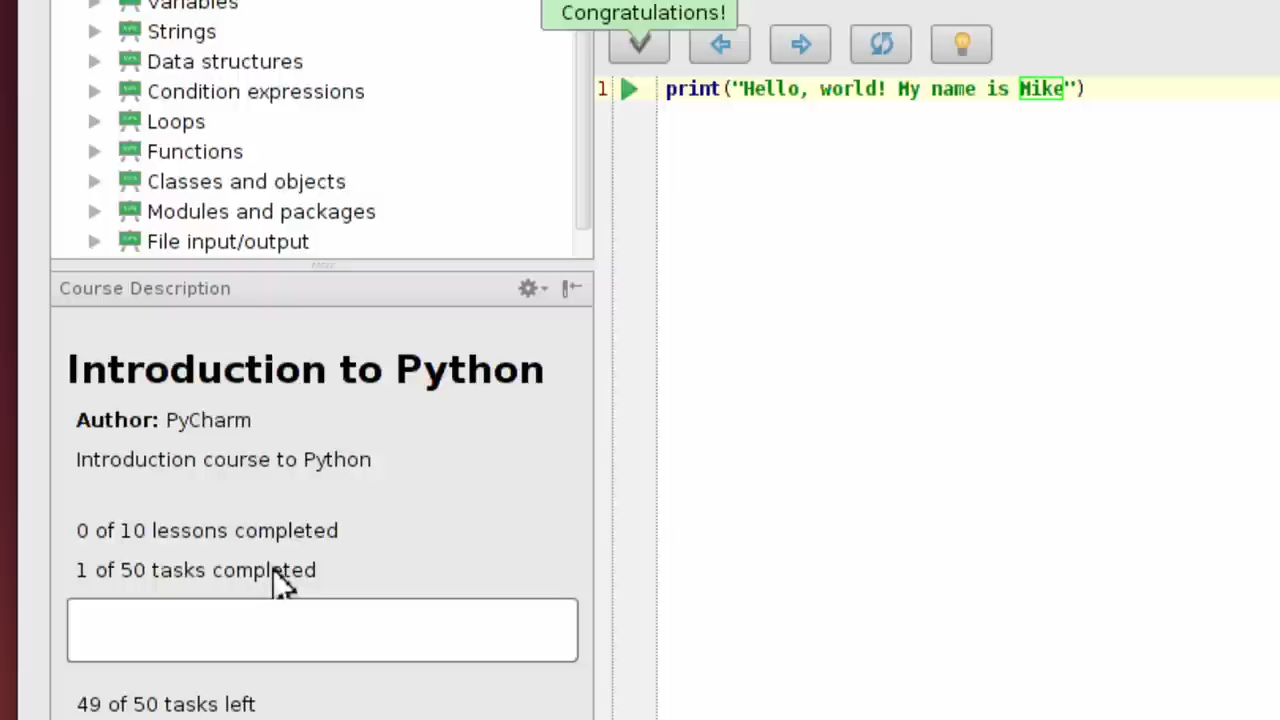 Variables
Strings
Data structures
Condition expressions
Loops
Functions
Classes and objects
Modules and packages
File input/output
Course Description
Introduction to Python
Author: PyCharm
Introduction course to Python
0 of 10 lessons completed
1 of 50 tasks completed
49 of 50 tasks left
Congratulations!
1 print("Hello, world! My name is Mike")